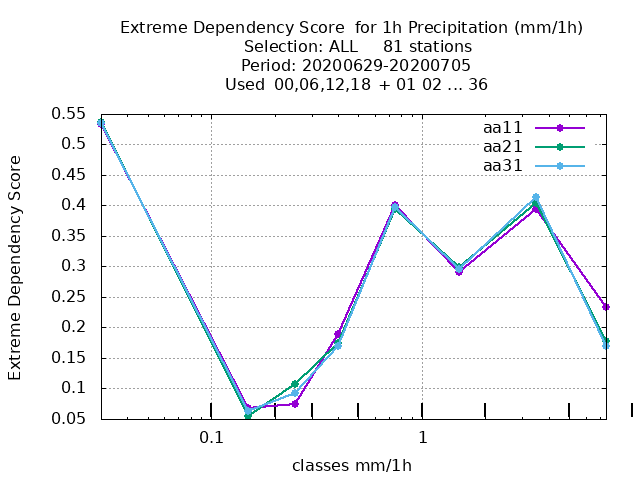 Extreme Dependency Score  for 1h Precipitation (mm/1h)
Selection: ALL     81 stations
Period: 20200629-20200705
Used  00,06,12,18  + 01 02 ... 36
Extreme Dependency Score
0.55
0.5
0.45
0.4
0.35
0.3
0.25
0.2
0.15
0.1
0.05
aa11
aa21
aa31
0.1
1
classes mm/1h